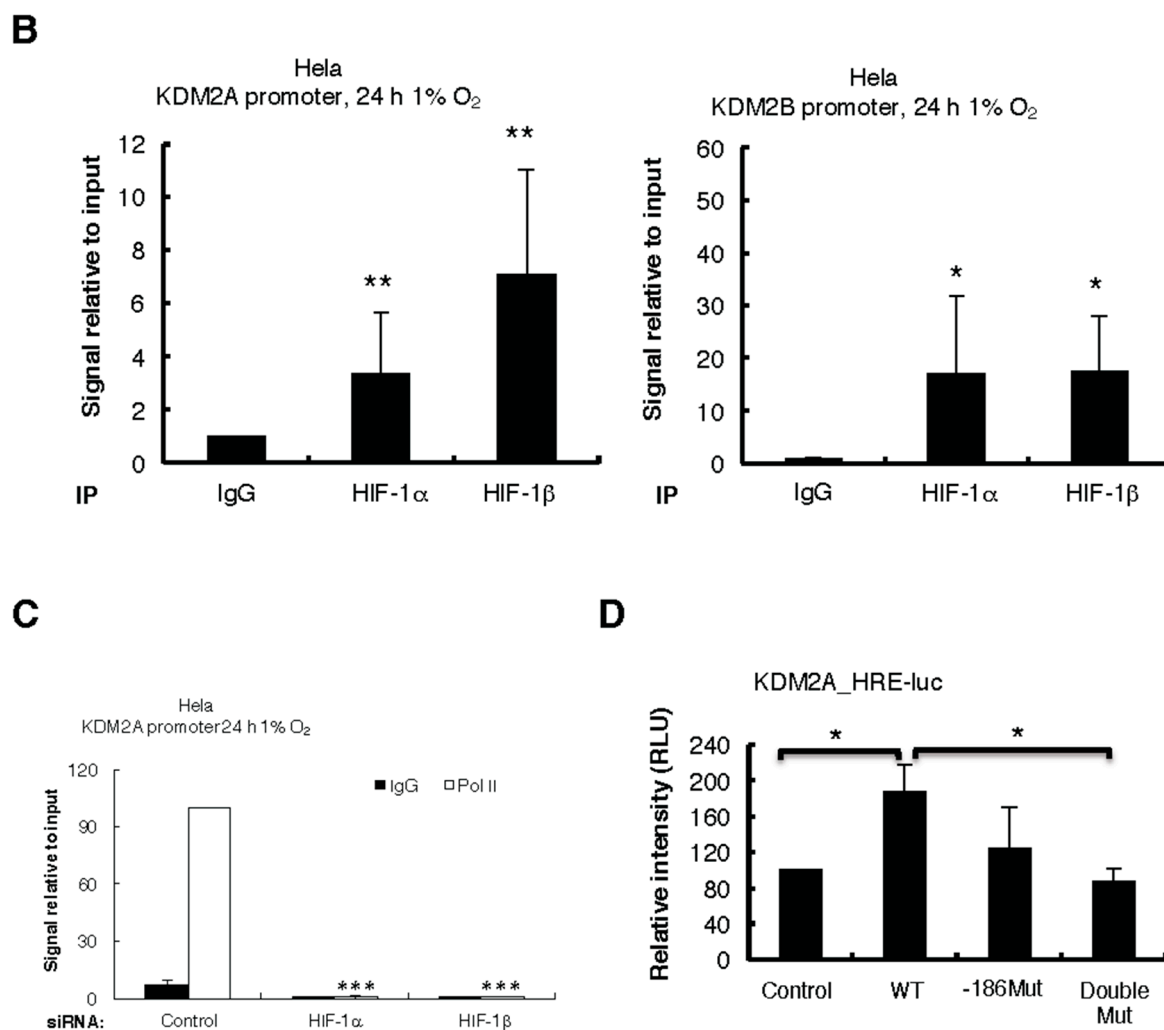 B
Hela
KDM2A promoter, 24 h 1% O₂
Signal relative to input
12
10
8
6
4
2
0
**
**
IP
IgG
HIF-1α
HIF-1β
Hela
KDM2B promoter, 24 h 1% O₂
Signal relative to input
60
50
40
30
20
10
0
*
*
IP
IgG
HIF-1α
HIF-1β
C
Hela
KDM2A promoter24 h 1% O₂
Signal relative to input
120
90
60
30
0
IgG
Pol II
***
***
siRNA:
Control
HIF-1α
HIF-1β
D
KDM2A_HRE-luc
Relative intensity (RLU)
240
200
160
120
80
40
0
*
*
Control
WT
-186Mut
Double
Mut